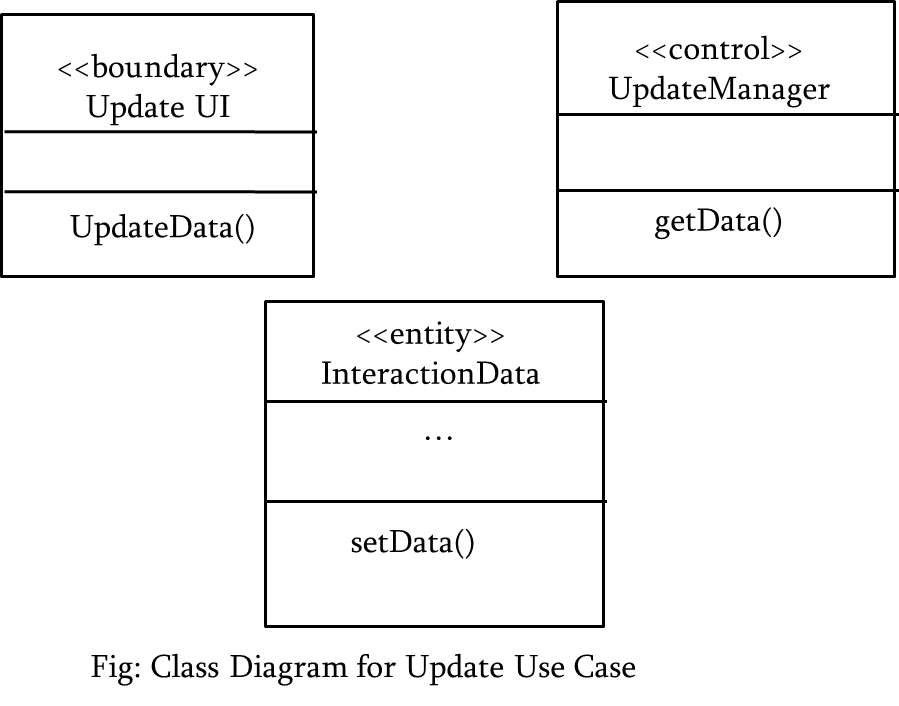 <<boundary>>
Update UI
UpdateData()
<<control>>
UpdateManager
getData()
<<entity>>
InteractionData
...
setData()
Fig: Class Diagram for Update Use Case